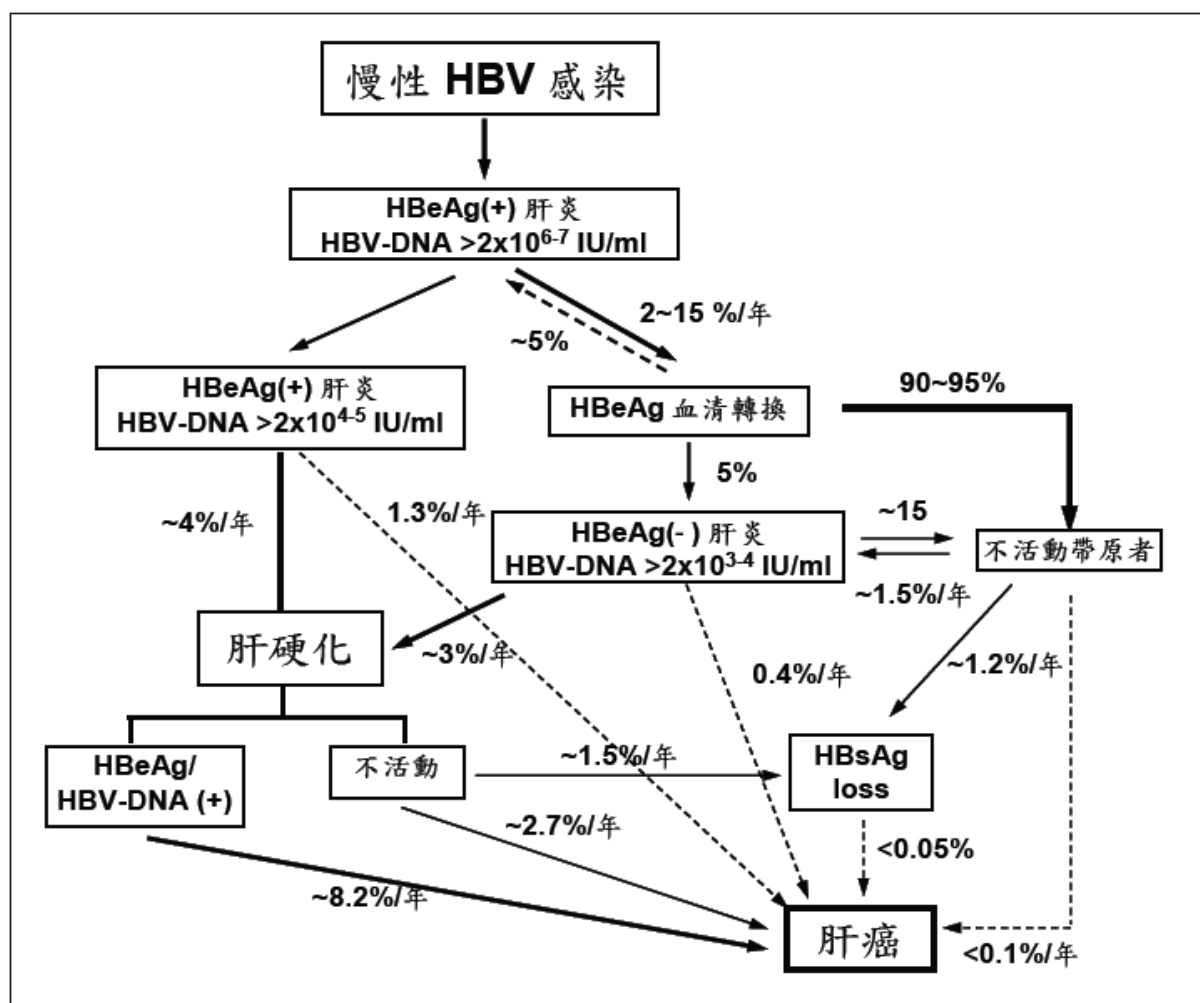 慢性 HBV 感染
HBeAg(+) 肝炎
HBV-DNA >2x10⁶⁻⁷ IU/ml
2~15 %/年
~5%
HBeAg(+) 肝炎
HBV-DNA >2x10⁴⁻⁵ IU/ml
HBeAg 血清轉換
90~95%
5%
~4%/年
1.3%/年
HBeAg(-) 肝炎
HBV-DNA >2x10³⁻⁴ IU/ml
~15
不活動帶原者
~1.5%/年
肝硬化
~3%/年
0.4%/年
~1.2%/年
HBeAg/
HBV-DNA (+)
不活動
~1.5%/年
HBsAg
loss
~2.7%/年
<0.05%
~8.2%/年
肝癌
<0.1%/年